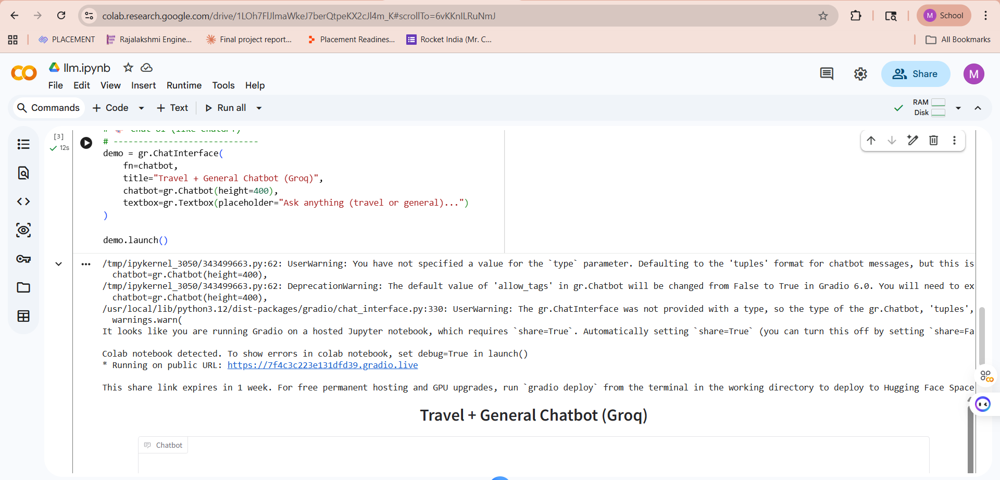 colab.research.google.com/drive/1LOh7FlJlmaWkeJ7berQtpeKX2cJl4m_K#scrollTo=6vKKnILRuNmJ
M School
PLACEMENT
Rajalakshmi Engine...
Final project report...
Placement Readines...
Rocket India (Mr. C...
All Bookmarks
CO
llm.ipynb
File Edit View Insert Runtime Tools Help
Share
M
Commands
+ Code
+ Text
Run all
RAM
Disk
[3]
12s
# -----------------------------
demo = gr.ChatInterface(
fn=chatbot,
title="Travel + General Chatbot (Groq)",
chatbot=gr.Chatbot(height=400),
textbox=gr.Textbox(placeholder="Ask anything (travel or general)...")
)
demo.launch()
/tmp/ipykernel_3050/343499663.py:62: UserWarning: You have not specified a value for the `type` parameter. Defaulting to the 'tuples' format for chatbot messages, but this is
chatbot=gr.Chatbot(height=400),
/tmp/ipykernel_3050/343499663.py:62: DeprecationWarning: The default value of 'allow_tags' in gr.Chatbot will be changed from False to True in Gradio 6.0. You will need to ex
chatbot=gr.Chatbot(height=400),
/usr/local/lib/python3.12/dist-packages/gradio/chat_interface.py:330: UserWarning: The gr.ChatInterface was not provided with a type, so the type of the gr.Chatbot, 'tuples',
warnings.warn(
It looks like you are running Gradio on a hosted Jupyter notebook, which requires `share=True`. Automatically setting `share=True` (you can turn this off by setting `share=Fa
Colab notebook detected. To show errors in colab notebook, set debug=True in launch()
* Running on public URL: https://7f4c3c223e131dfd39.gradio.live
This share link expires in 1 week. For free permanent hosting and GPU upgrades, run `gradio deploy` from the terminal in the working directory to deploy to Hugging Face Space
Travel + General Chatbot (Groq)
Chatbot